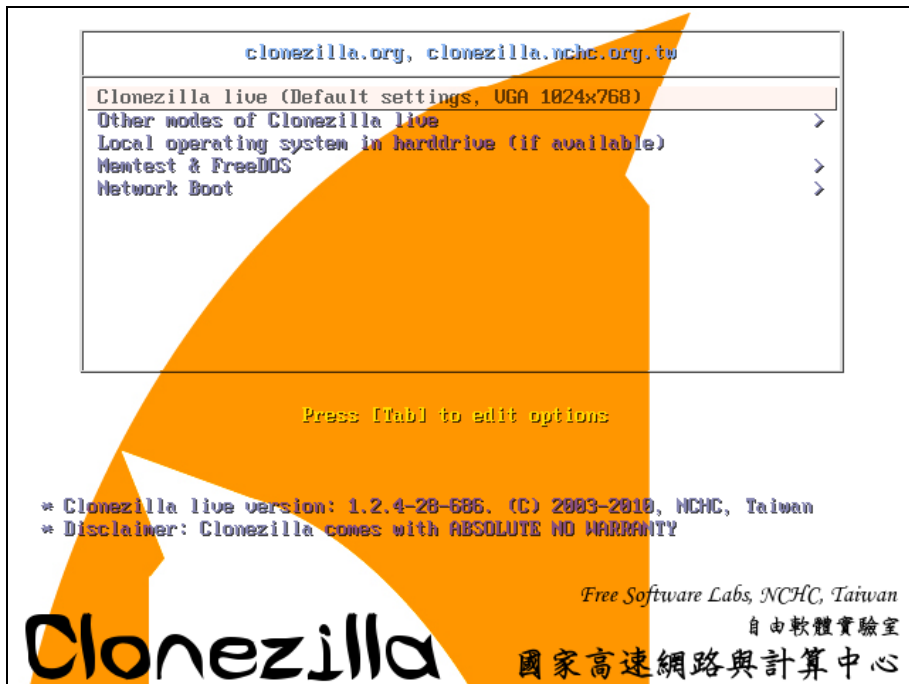 clonezilla.org, clonezilla.nchc.org.tw
Clonezilla live (Default settings, VGA 1024x768)
Other modes of Clonezilla live >
Local operating system in harddrive (if available)
Memtest & FreeDOS >
Network Boot >
Press [Tab] to edit options
* Clonezilla live version: 1.2.4-28-686. (C) 2003-2010, NCHC, Taiwan
* Disclaimer: Clonezilla comes with ABSOLUTE NO WARRANTY
Free Software Labs, NCHC, Taiwan
自由軟體實驗室
Clonezilla
國家高速網路與計算中心